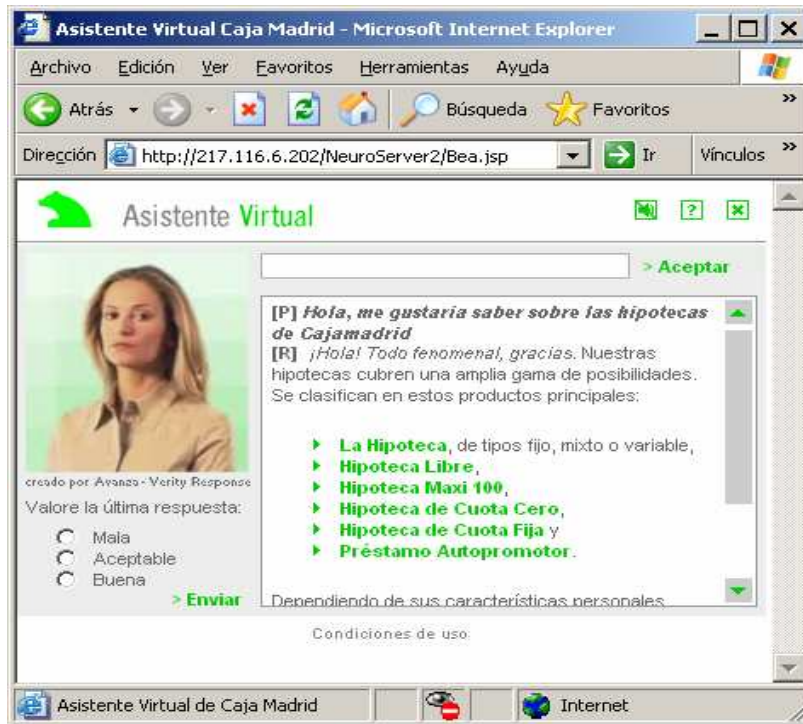 Asistente Virtual Caja Madrid - Microsoft Internet Explorer
Archivo Edición Ver Favoritos Herramientas Ayuda
Atrás Búsqueda Favoritos »
Dirección http://217.116.6.202/NeuroServer2/Bea.jsp Ir Vínculos »
Asistente Virtual
> Aceptar
[P] Hola, me gustaria saber sobre las hipotecas
de Cajamadrid
[R] ¡Hola! Todo fenomenal, gracias. Nuestras
hipotecas cubren una amplia gama de posibilidades.
Se clasifican en estos productos principales:
La Hipoteca, de tipos fijo, mixto o variable,
Hipoteca Libre,
Hipoteca Maxi 100,
Hipoteca de Cuota Cero,
Hipoteca de Cuota Fija y
Préstamo Autopromotor.
Dependiendo de sus características personales
creado por Avanza - Verity Response
Valore la última respuesta:
Mala
Aceptable
Buena
> Enviar
Condiciones de uso
Asistente Virtual de Caja Madrid Internet